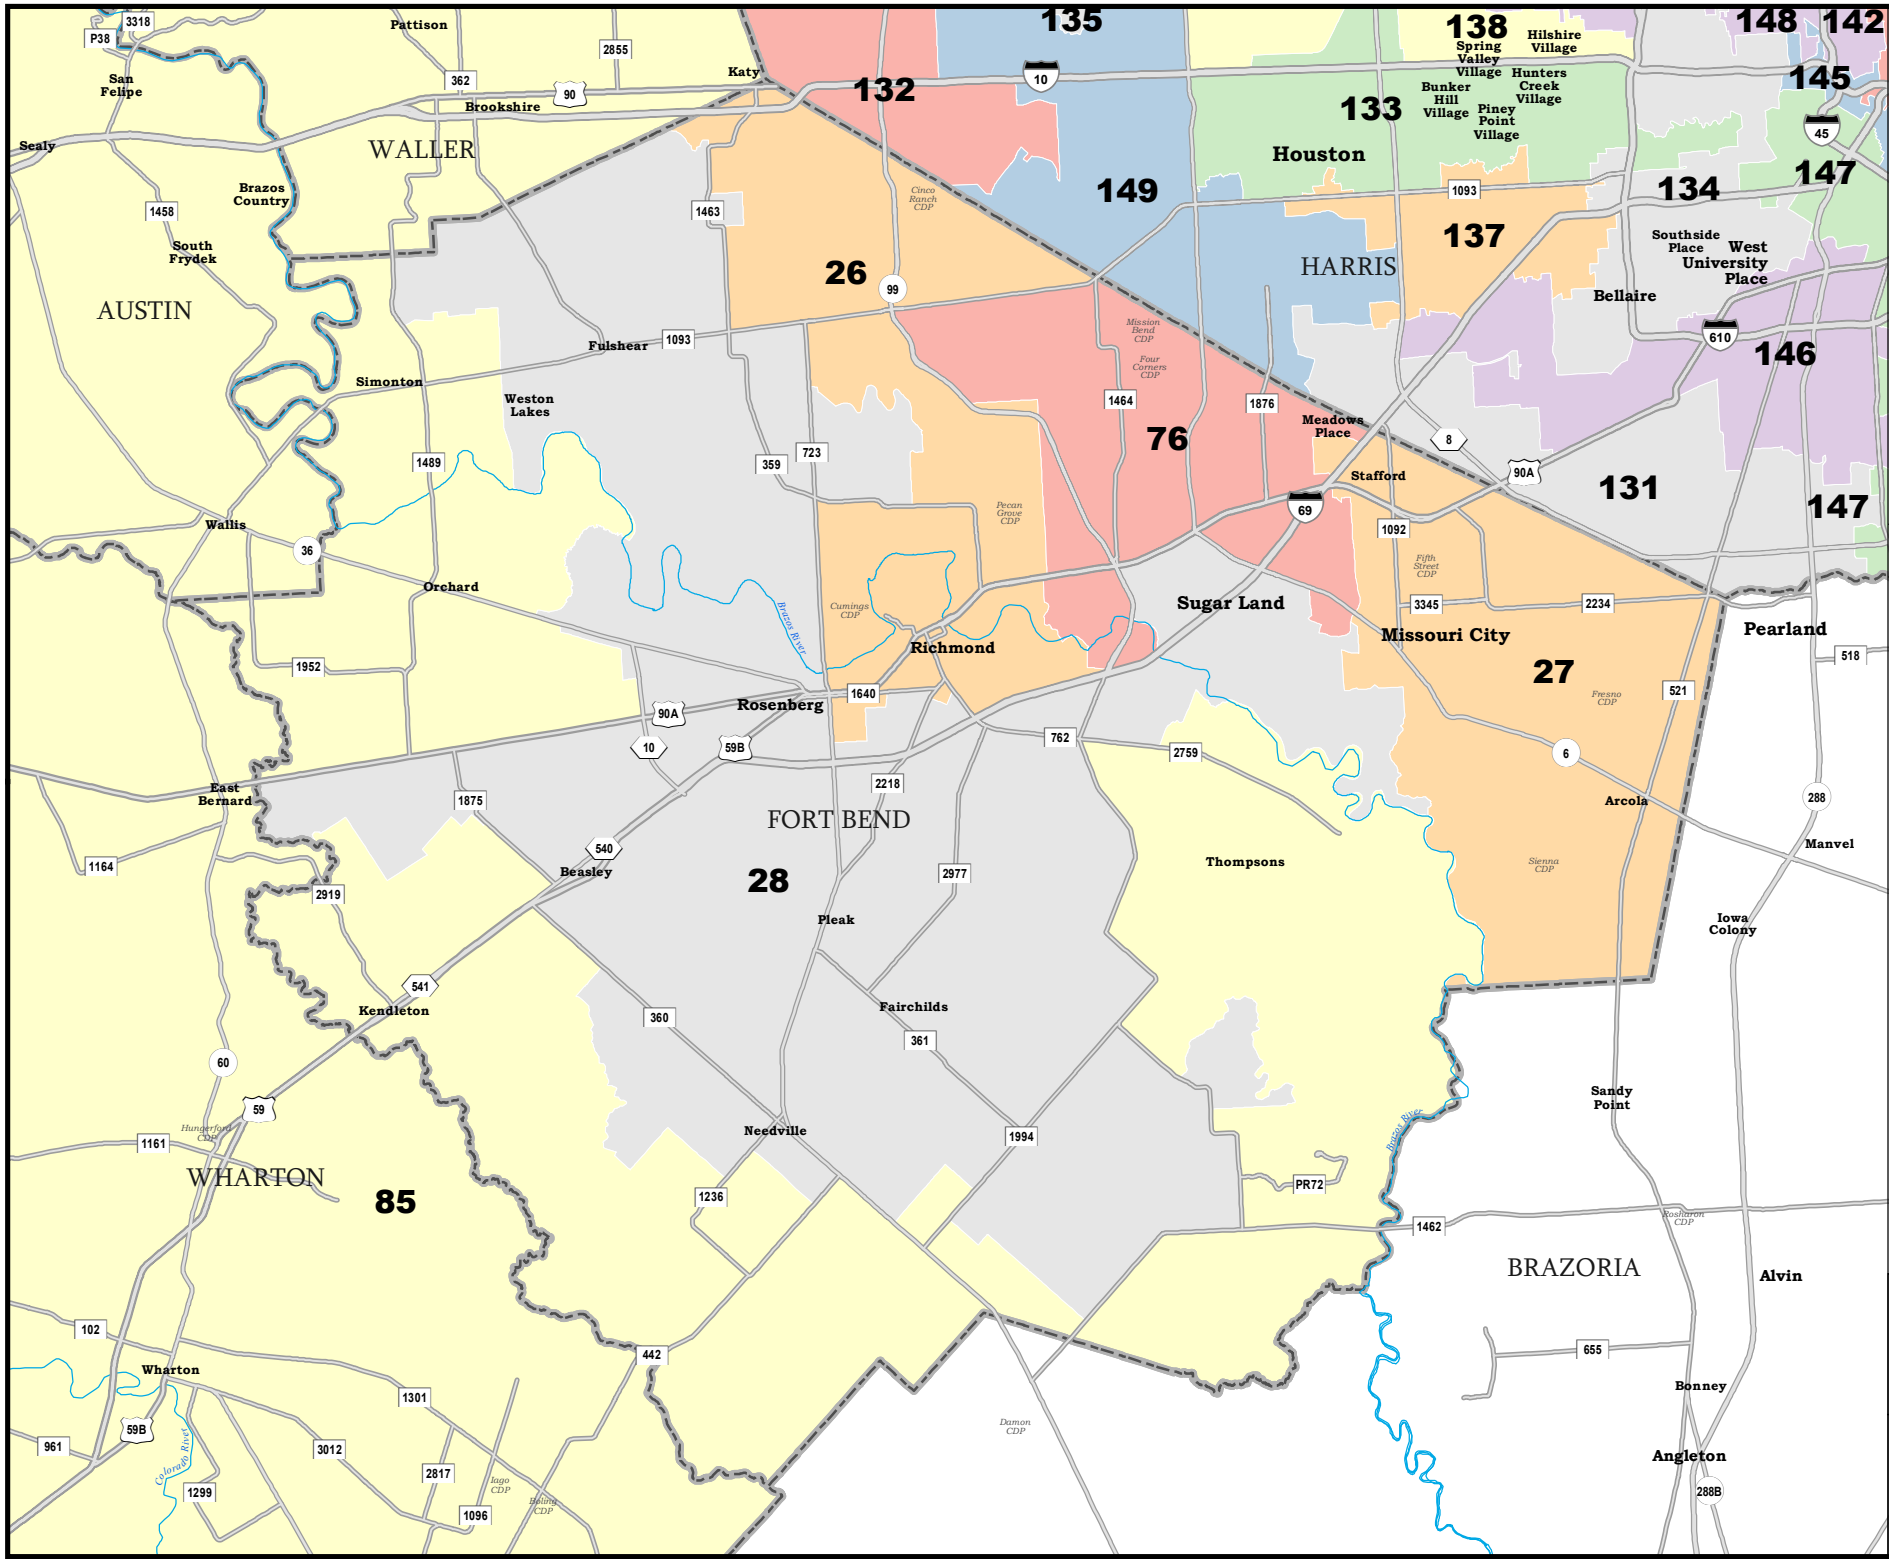 135
138
148
142
3318
P38
Pattison
2855
Hilshire
Village
Spring
Valley
Village
San
Felipe
362
Katy
90
10
132
145
Hunters
Creek
Village
Bunker
Hill
Village
Piney
Point
Village
133
Brookshire
Sealy
WALLER
45
Houston
147
Brazos
Country
Cinco
Ranch
CDP
149
1093
134
1458
1463
South
Frydek
137
Southside
Place
West
University
Place
26
HARRIS
99
Bellaire
AUSTIN
Mission
Bend
CDP
Fulshear
1093
610
146
Four
Corners
CDP
Simonton
Weston
Lakes
1464
1876
Meadows
Place
76
8
723
359
1489
Stafford
90A
131
Pecan
Grove
CDP
69
147
Wallis
36
1092
Fifth
Street
CDP
Orchard
Brazos River
Cumings
CDP
Sugar Land
3345
2234
Richmond
Missouri City
Pearland
1952
518
27
1640
Rosenberg
90A
Fresno
CDP
521
10
59B
762
2759
6
2218
East
Bernard
1875
Arcola
288
FORT BEND
Manvel
540
Beasley
Thompsons
Sienna
CDP
1164
28
2977
2919
Pleak
Iowa
Colony
541
Kendleton
Fairchilds
360
361
60
Sandy
Point
59
Brazos River
Hungerford
CDP
1161
Needville
1994
WHARTON
85
1236
PR72
Rosharon
CDP
1462
BRAZORIA
Alvin
102
442
655
Wharton
1301
Bonney
59B
Damon
CDP
961
3012
Colorado River
Angleton
2817
Iago
CDP
1299
288B
Boling
CDP
1096